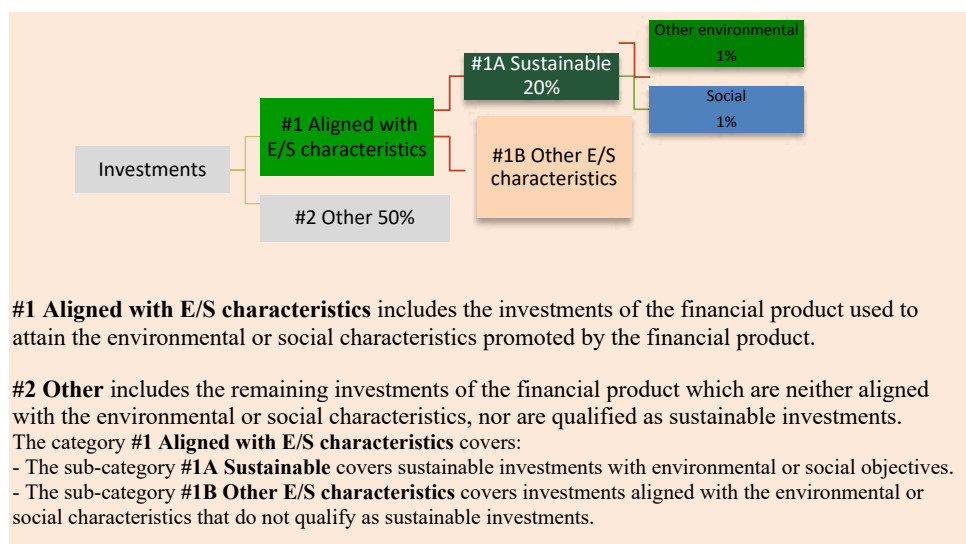 Investments
#1 Aligned with
E/S characteristics
#2 Other 50%
#1A Sustainable
20%
#1B Other E/S
characteristics
Other environmental
1%
Social
1%
#1 Aligned with E/S characteristics includes the investments of the financial product used to
attain the environmental or social characteristics promoted by the financial product.
#2 Other includes the remaining investments of the financial product which are neither aligned
with the environmental or social characteristics, nor are qualified as sustainable investments.
The category #1 Aligned with E/S characteristics covers:
- The sub-category #1A Sustainable covers sustainable investments with environmental or social objectives.
- The sub-category #1B Other E/S characteristics covers investments aligned with the environmental or
social characteristics that do not qualify as sustainable investments.